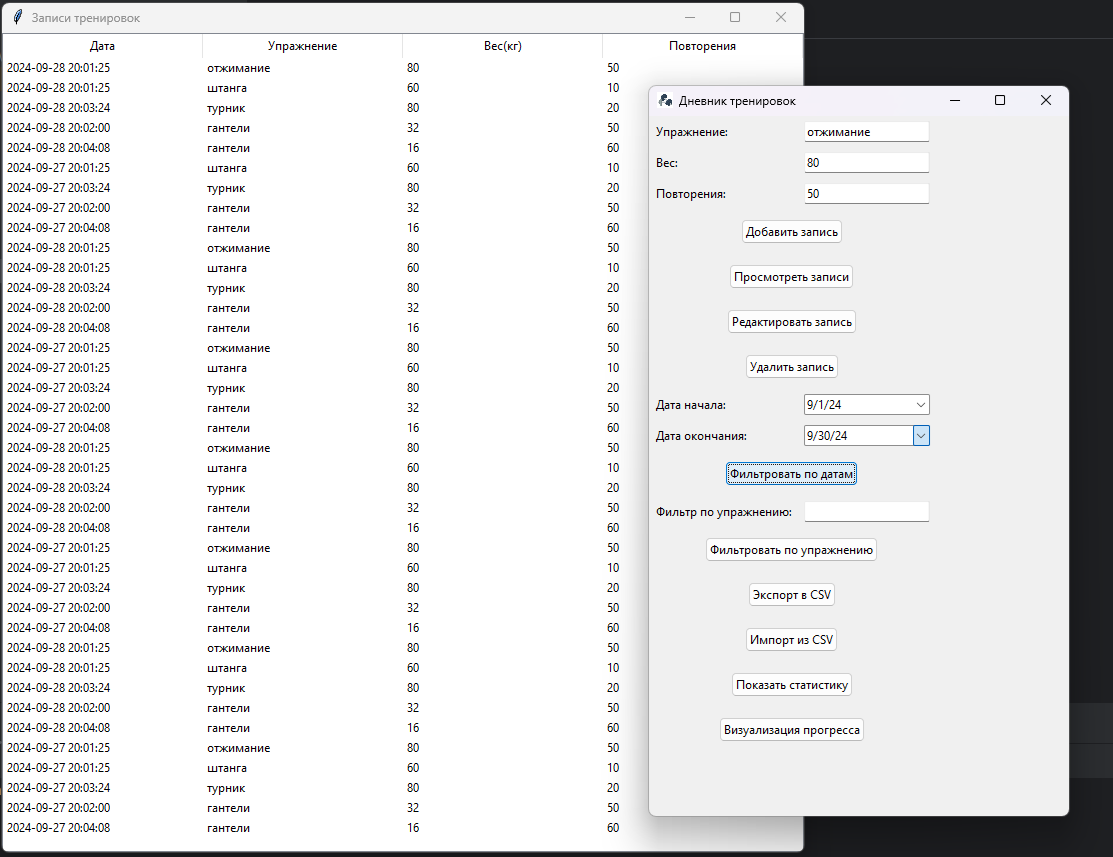 Записи тренировок
Дата Упражнение Вес(кг) Повторения
2024-09-28 20:01:25 отжимание 80 50
2024-09-28 20:01:25 штанга 60 10
2024-09-28 20:03:24 турник 80 20
2024-09-28 20:02:00 гантели 32 50
2024-09-28 20:04:08 гантели 16 60
2024-09-27 20:01:25 штанга 60 10
2024-09-27 20:03:24 турник 80 20
2024-09-27 20:02:00 гантели 32 50
2024-09-27 20:04:08 гантели 16 60
2024-09-28 20:01:25 отжимание 80 50
2024-09-28 20:01:25 штанга 60 10
2024-09-28 20:03:24 турник 80 20
2024-09-28 20:02:00 гантели 32 50
2024-09-28 20:04:08 гантели 16 60
2024-09-27 20:01:25 отжимание 80 50
2024-09-27 20:01:25 штанга 60 10
2024-09-27 20:03:24 турник 80 20
2024-09-27 20:02:00 гантели 32 50
2024-09-27 20:04:08 гантели 16 60
2024-09-28 20:01:25 отжимание 80 50
2024-09-28 20:01:25 штанга 60 10
2024-09-28 20:03:24 турник 80 20
2024-09-28 20:02:00 гантели 32 50
2024-09-28 20:04:08 гантели 16 60
2024-09-27 20:01:25 отжимание 80 50
2024-09-27 20:01:25 штанга 60 10
2024-09-27 20:03:24 турник 80 20
2024-09-27 20:02:00 гантели 32 50
2024-09-27 20:04:08 гантели 16 60
2024-09-28 20:01:25 отжимание 80 50
2024-09-28 20:01:25 штанга 60 10
2024-09-28 20:03:24 турник 80 20
2024-09-28 20:02:00 гантели 32 50
2024-09-28 20:04:08 гантели 16 60
2024-09-27 20:01:25 отжимание 80 50
2024-09-27 20:01:25 штанга 60 10
2024-09-27 20:03:24 турник 80 20
2024-09-27 20:02:00 гантели 32 50
2024-09-27 20:04:08 гантели 16 60
Дневник тренировок
Упражнение: отжимание
Вес: 80
Повторения: 50
Добавить запись
Просмотреть записи
Редактировать запись
Удалить запись
Дата начала: 9/1/24
Дата окончания: 9/30/24
Фильтровать по датам
Фильтр по упражнению:
Фильтровать по упражнению
Экспорт в CSV
Импорт из CSV
Показать статистику
Визуализация прогресса